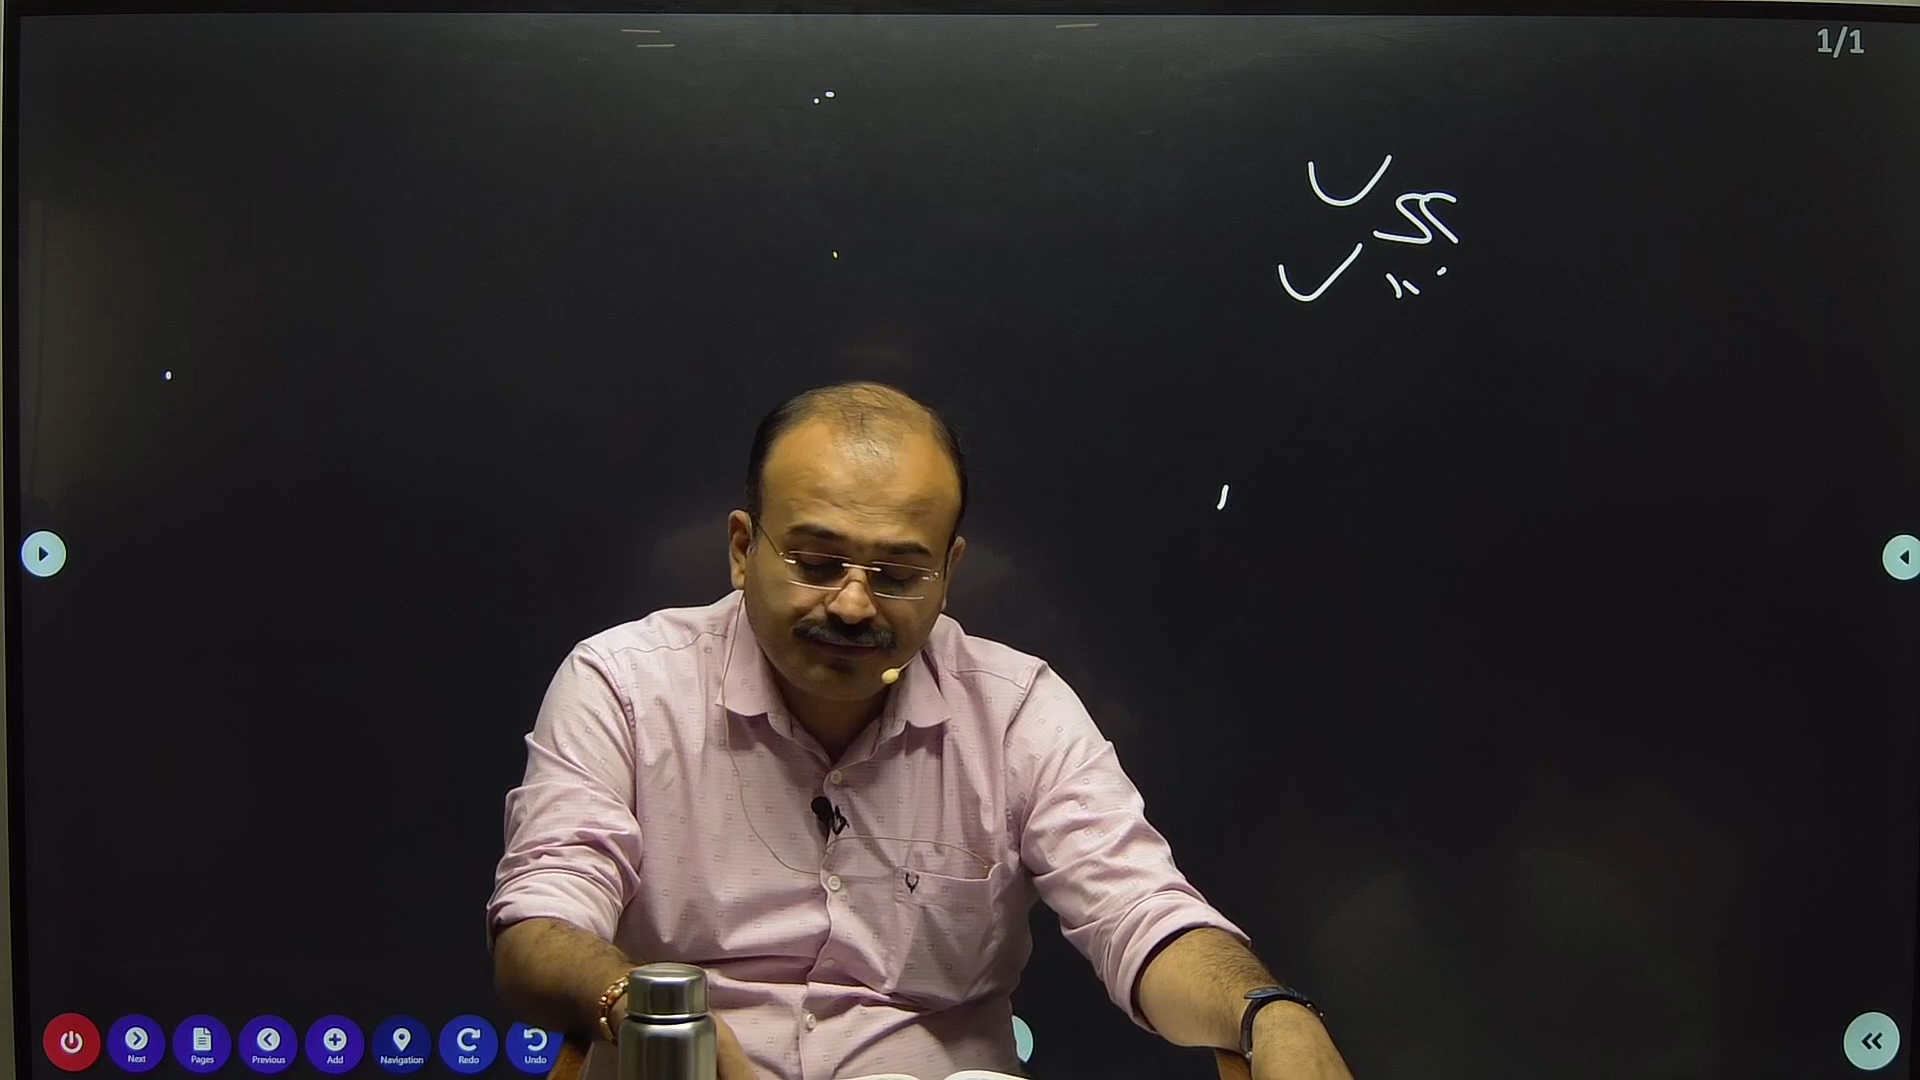 1/1
Next
Pages
Previous
Add
Navigation
Redo
Undo